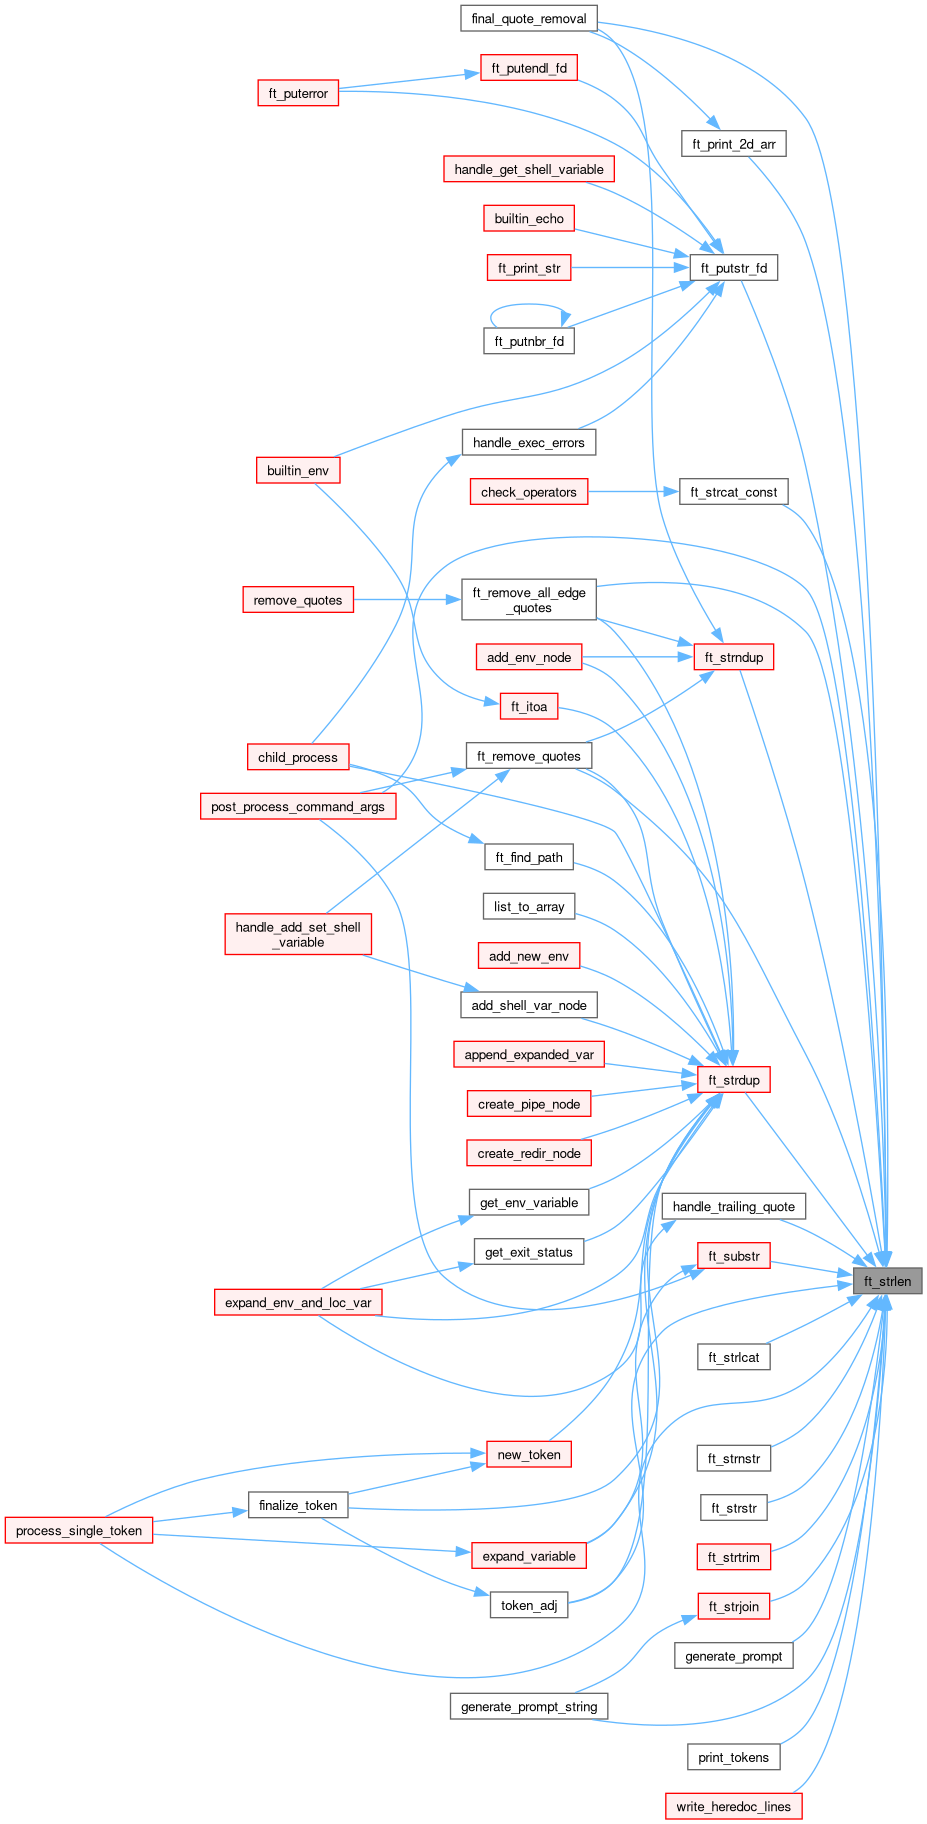 final_quote_removal
ft_putendl_fd
ft_puterror
ft_print_2d_arr
handle_get_shell_variable
builtin_echo
ft_print_str
ft_putstr_fd
ft_putnbr_fd
handle_exec_errors
builtin_env
check_operators
ft_strcat_const
remove_quotes
ft_remove_all_edge
_quotes
add_env_node
ft_strndup
ft_itoa
child_process
ft_remove_quotes
post_process_command_args
ft_find_path
list_to_array
handle_add_set_shell
_variable
add_new_env
add_shell_var_node
append_expanded_var
ft_strdup
create_pipe_node
create_redir_node
get_env_variable
handle_trailing_quote
get_exit_status
ft_substr
ft_strlen
expand_env_and_loc_var
ft_strlcat
new_token
ft_strnstr
finalize_token
ft_strstr
process_single_token
expand_variable
ft_strtrim
token_adj
ft_strjoin
generate_prompt
generate_prompt_string
print_tokens
write_heredoc_lines